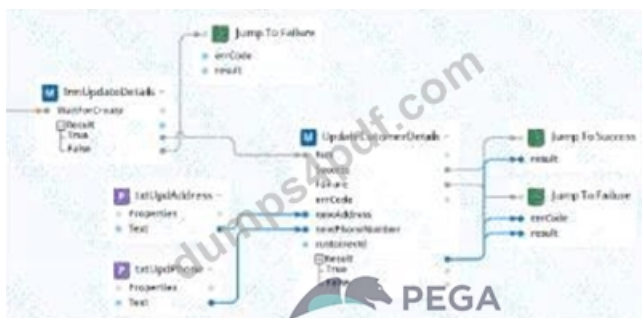 Jump To Failure
errCode
result
WaitForCreate
Result
True
False
UpdateCustomerDetails
Run
Success
Failure
errCode
newAddress
newPhoneNumber
customerId
Result
True
False
Jump To Success
result
Jump To Failure
errCode
result
txtUpdAddress
Properties
Text
txtUpdPhone
Properties
Text
dumps4pdf.com
PEGA